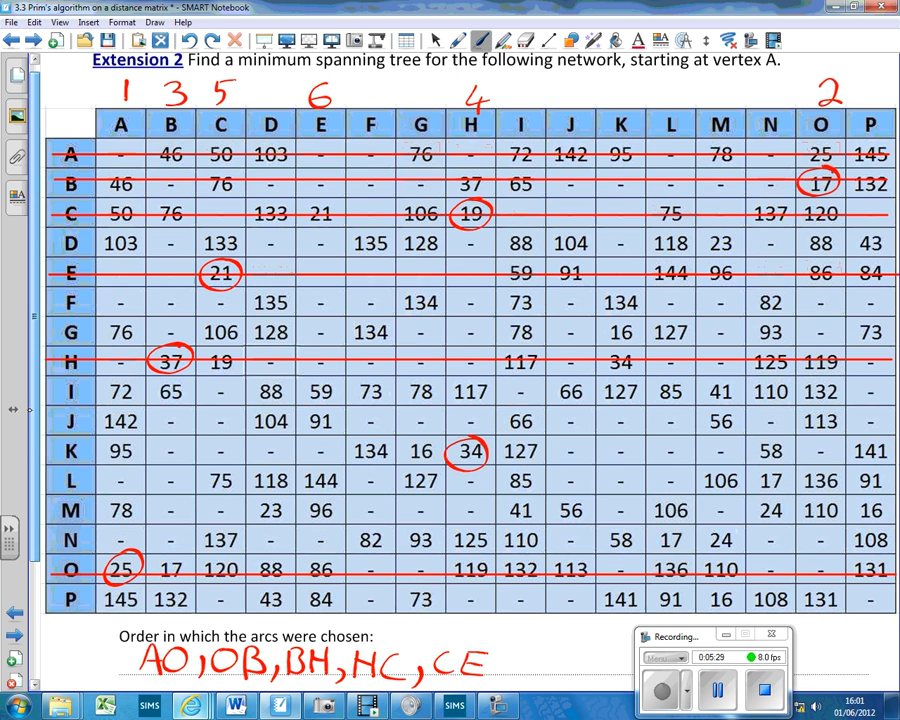 3.3 Prim's algorithm on a distance matrix * - SMART Notebook
File Edit View Insert Format Draw Tools Help
Extension 2 Find a minimum spanning tree for the following network, starting at vertex A.
1 3 5 6 4 2
A B C D E F G H I J K L M N O P
A - 46 50 103 - - 76 - 72 142 95 - 78 - 25 145
B 46 - 76 - - - - 37 65 - - - - - 17 132
C 50 76 133 21 106 19 75 137 120
D 103 - 133 - 135 128 - 88 104 - 118 23 - 88 43
E 21 59 91 144 96 86 84
F - - - 135 - 134 - 73 - 134 - - 82 - -
G 76 - 106 128 - 134 - - 78 - 16 127 - 93 - 73
H - 37 19 117 - 34 - - 125 119 -
I 72 65 - 88 59 73 78 117 - 66 127 85 41 110 132 -
J 142 - - 104 91 - - - 66 - - - 56 - 113 -
K 95 - - - 134 16 34 127 - - - - 58 - 141
L - - 75 118 144 - 127 - 85 - - - 106 17 136 91
M 78 - - 23 96 - - - 41 56 - 106 - 24 110 16
N - - 137 - - 82 93 125 110 - 58 17 24 - - 108
O 25 17 120 88 86 - - 119 132 113 - 136 110 - - 131
P 145 132 - 43 84 - 73 - - - 141 91 16 108 131 -
Order in which the arcs were chosen:
AO, OB, BH, HC, CE
Recording...
Menu 0:05:29 8.0 fps
SIMS SIMS 16:01
01/06/2012